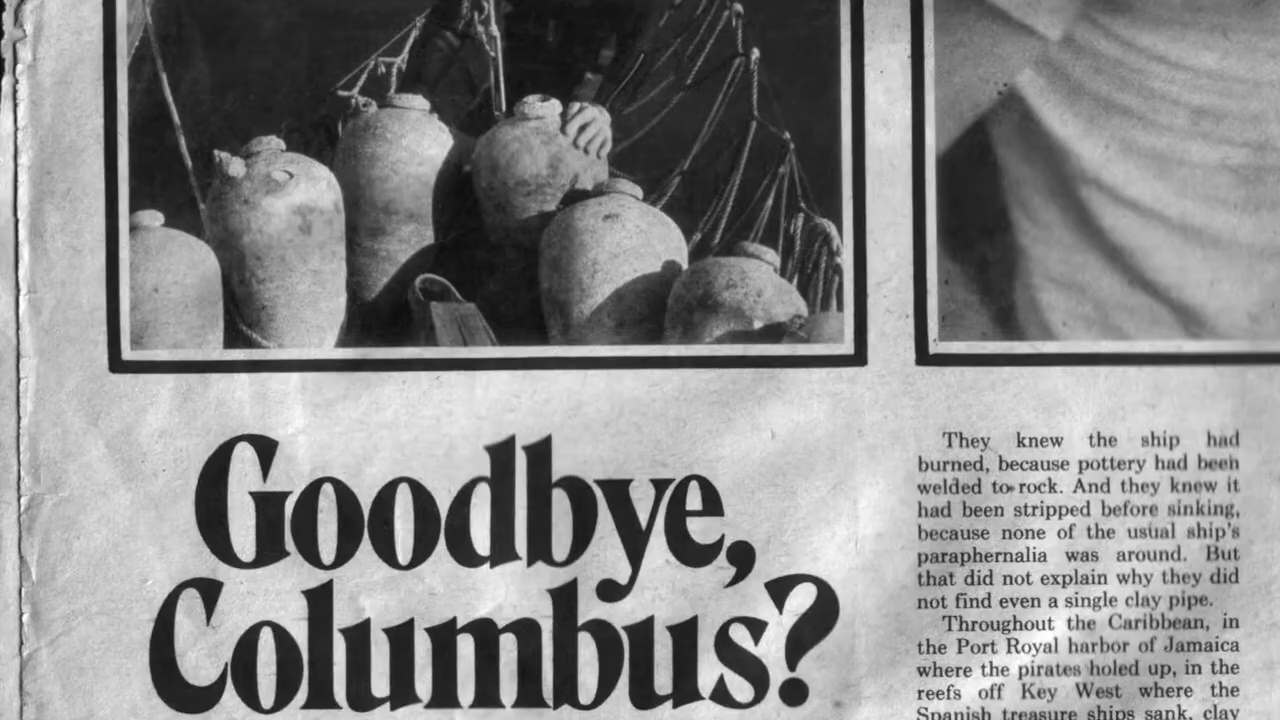 Goodbye,
Columbus?
They knew the ship had
burned, because pottery had been
welded to rock. And they knew it
had been stripped before sinking,
because none of the usual ship's
paraphernalia was around. But
that did not explain why they did
not find even a single clay pipe.
Throughout the Caribbean, in
the Port Royal harbor of Jamaica
where the pirates holed up, in the
reefs off Key West where the
Spanish treasure ships sank, clay